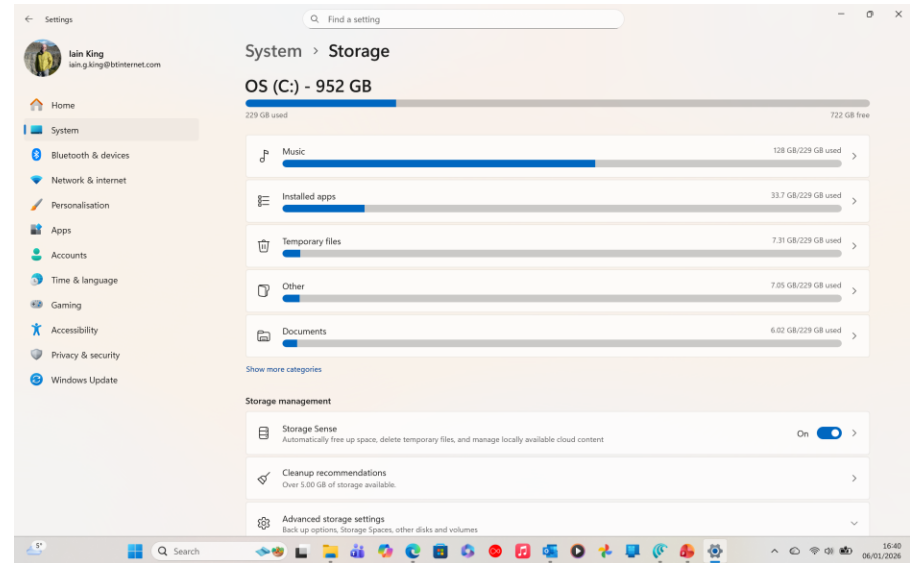 Settings
Find a setting
Iain King
iain.g.king@btinternet.com
Home
System
Bluetooth & devices
Network & internet
Personalisation
Apps
Accounts
Time & language
Gaming
Accessibility
Privacy & security
Windows Update
System > Storage
OS (C:) - 952 GB
229 GB used
722 GB free
Music
128 GB/229 GB used
Installed apps
33.7 GB/229 GB used
Temporary files
7.31 GB/229 GB used
Other
7.05 GB/229 GB used
Documents
6.02 GB/229 GB used
Show more categories
Storage management
Storage Sense
Automatically free up space, delete temporary files, and manage locally available cloud content
On
Cleanup recommendations
Over 5.00 GB of storage available.
Advanced storage settings
Back up options, Storage Spaces, other disks and volumes
5°
Search
16:40
06/01/2026